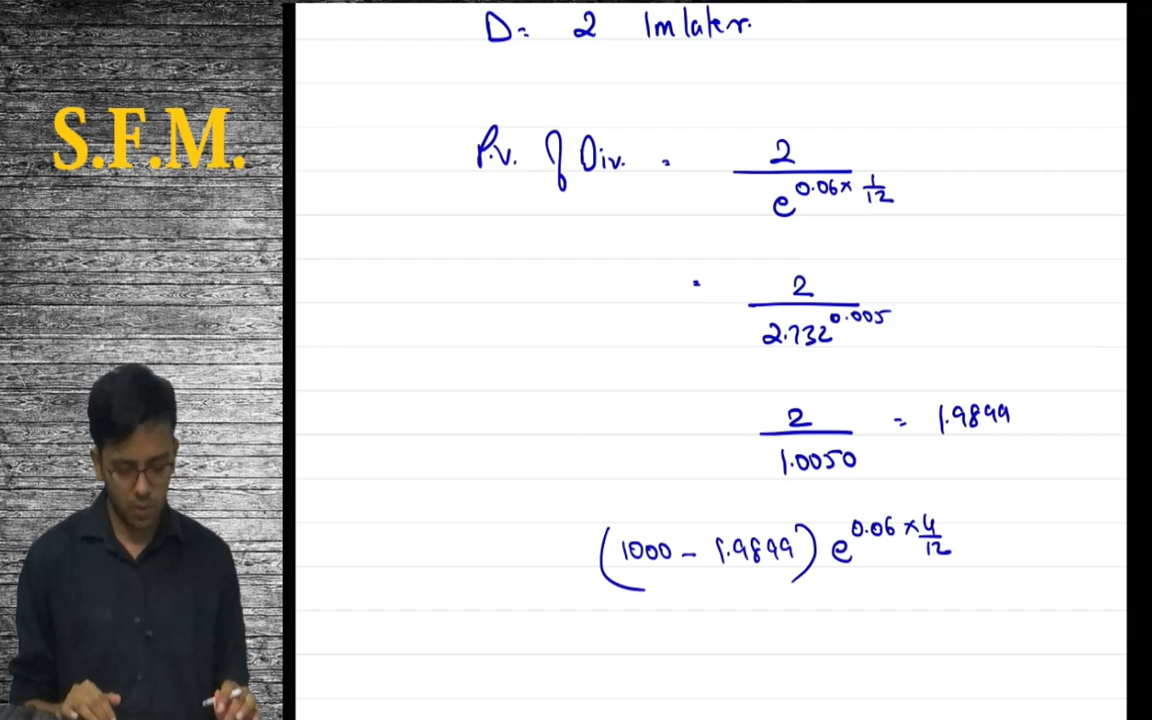 S.F.M.
D = 2 1m later.
P.V. of Div. = 2 / e^0.06 × 1/12
= 2 / 2.732^0.005
2 / 1.0050 = 1.9899
(1000 - 1.9899) e^0.06 × 4/12